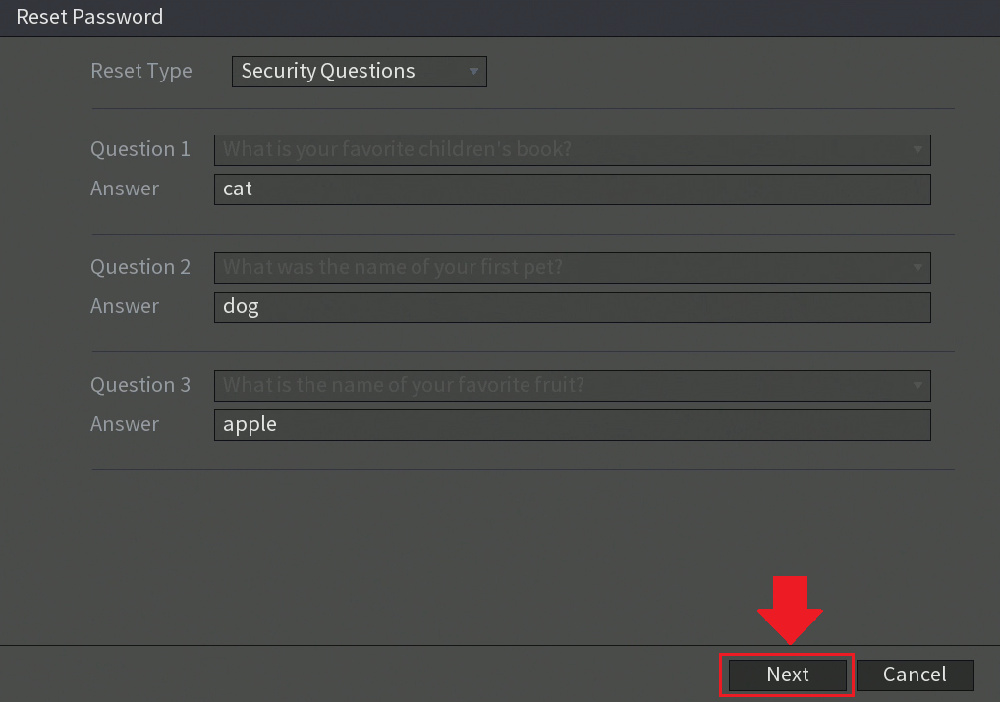 Reset Password
Reset Type Security Questions
Question 1 What is your favorite children's book?
Answer cat
Question 2 What was the name of your first pet?
Answer dog
Question 3 What is the name of your favorite fruit?
Answer apple
Next Cancel